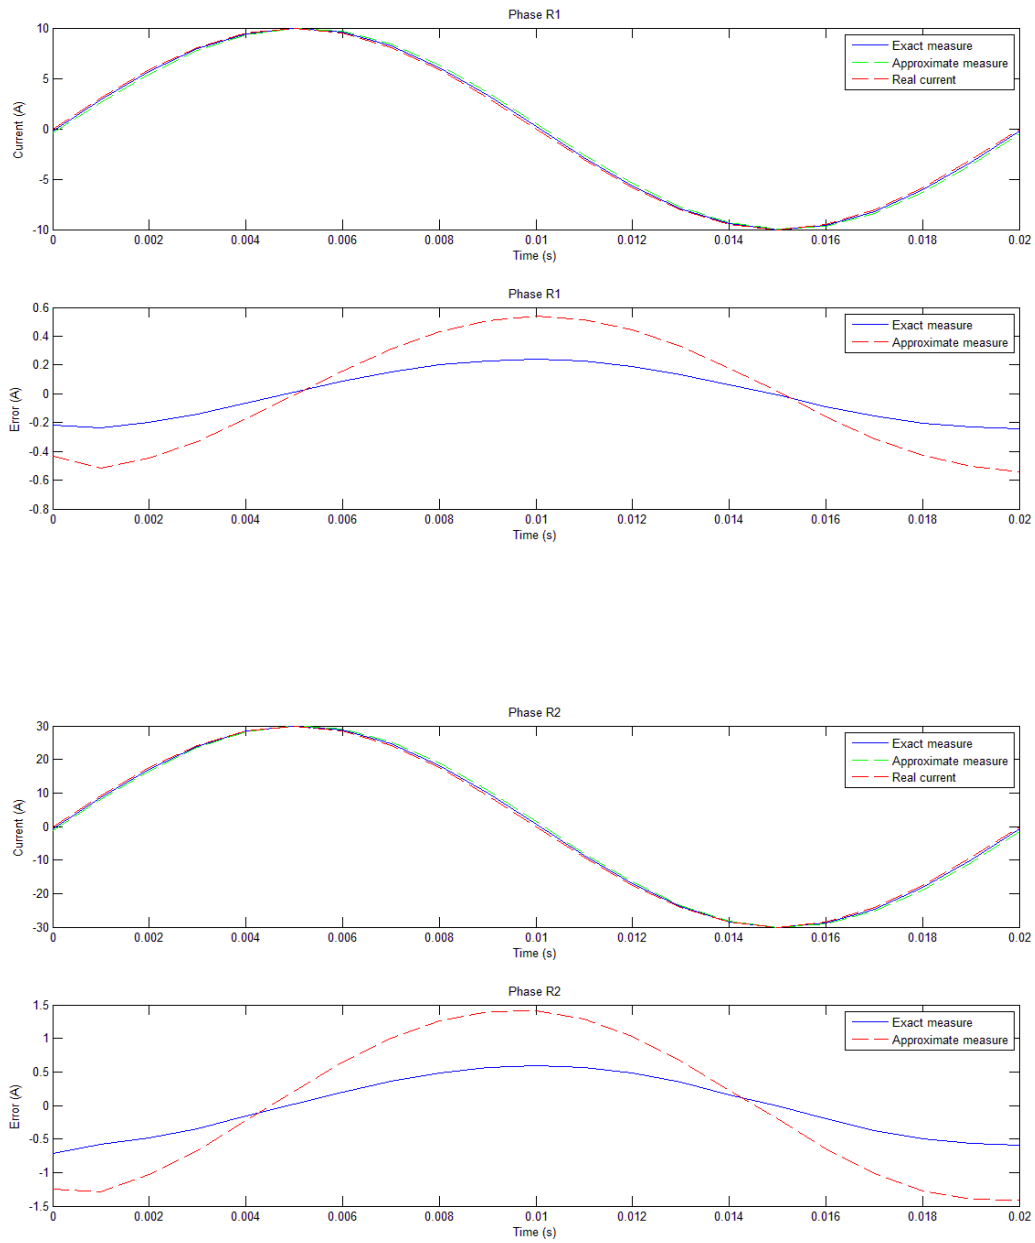 Phase R1
Current (A)
10
5
0
-5
-10
Exact measure
Approximate measure
Real current
0 0.002 0.004 0.006 0.008 0.01 0.012 0.014 0.016 0.018 0.02
Time (s)
Phase R1
Error (A)
0.6
0.4
0.2
0
-0.2
-0.4
-0.6
-0.8
Exact measure
Approximate measure
0 0.002 0.004 0.006 0.008 0.01 0.012 0.014 0.016 0.018 0.02
Time (s)
Phase R2
Current (A)
30
20
10
0
-10
-20
-30
Exact measure
Approximate measure
Real current
0 0.002 0.004 0.006 0.008 0.01 0.012 0.014 0.016 0.018 0.02
Time (s)
Phase R2
Error (A)
1.5
1
0.5
0
-0.5
-1
-1.5
Exact measure
Approximate measure
0 0.002 0.004 0.006 0.008 0.01 0.012 0.014 0.016 0.018 0.02
Time (s)